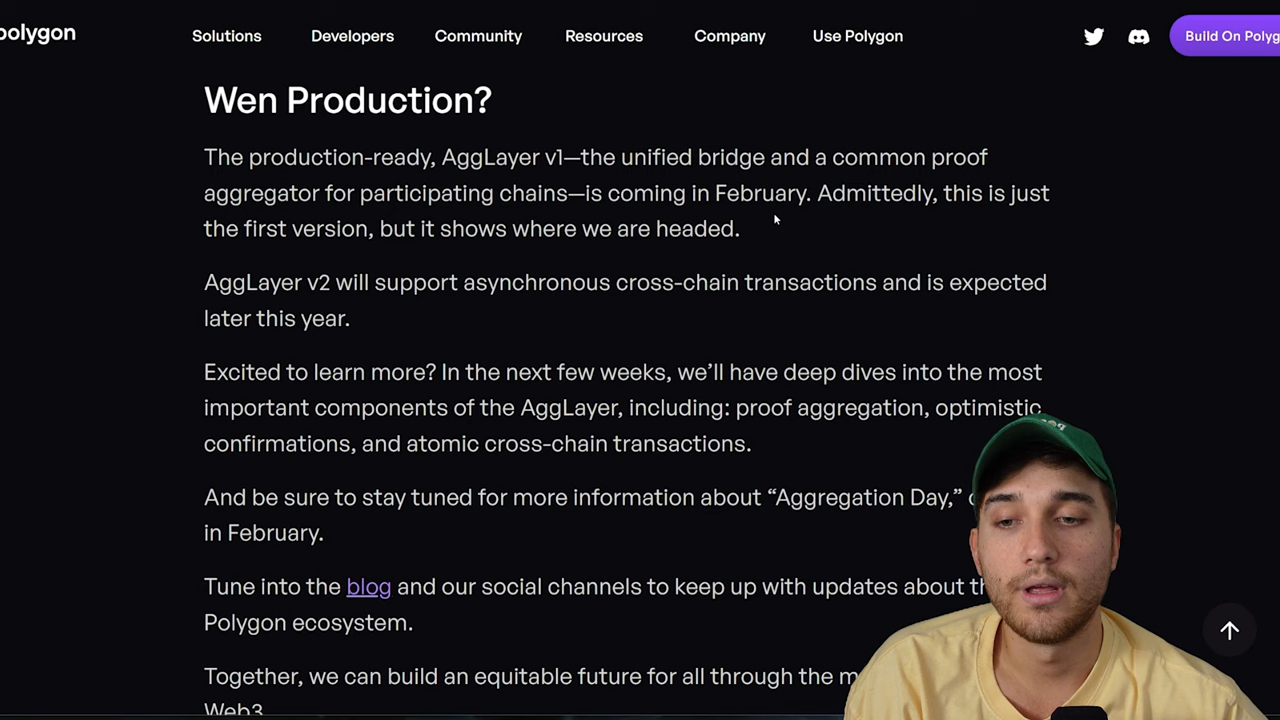 polygon
Solutions Developers Community Resources Company Use Polygon
Build On Polyg
Wen Production?
The production-ready, AggLayer v1—the unified bridge and a common proof
aggregator for participating chains—is coming in February. Admittedly, this is just
the first version, but it shows where we are headed.
AggLayer v2 will support asynchronous cross-chain transactions and is expected
later this year.
Excited to learn more? In the next few weeks, we’ll have deep dives into the most
important components of the AggLayer, including: proof aggregation, optimistic
confirmations, and atomic cross-chain transactions.
And be sure to stay tuned for more information about “Aggregation Day,”
in February.
Tune into the blog and our social channels to keep up with updates about
Polygon ecosystem.
Together, we can build an equitable future for all through the
Web3